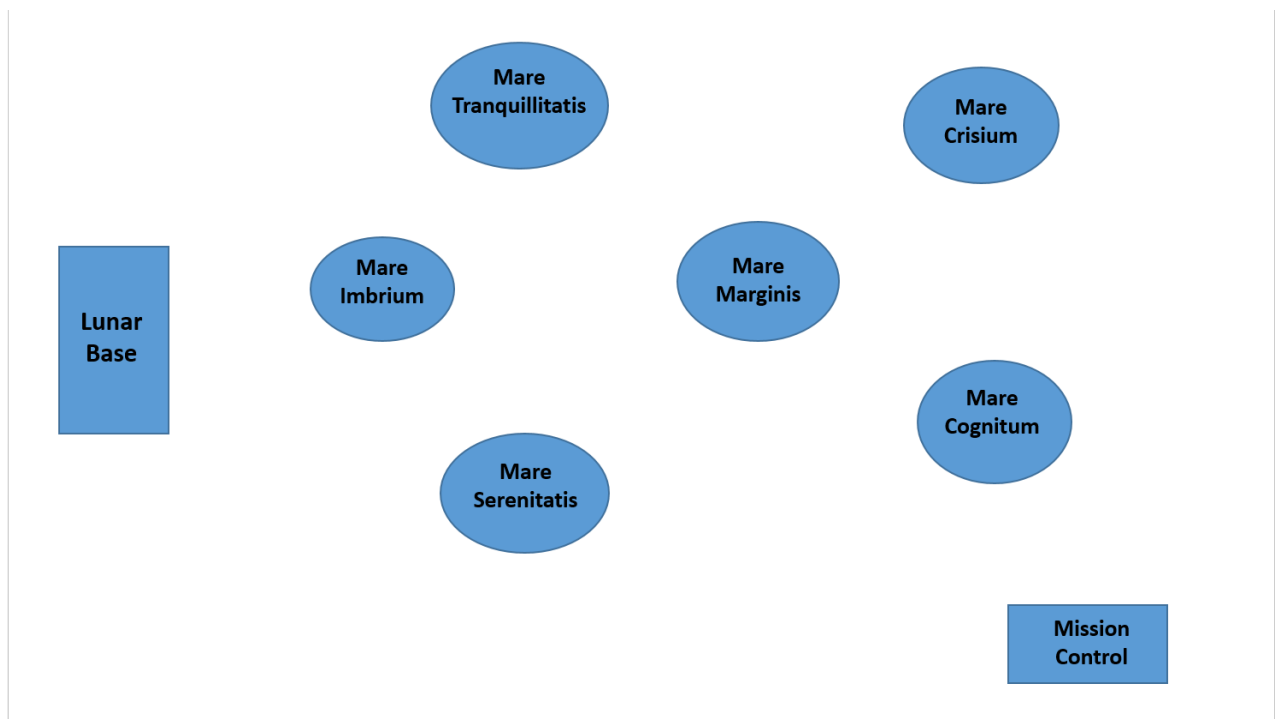 Mare
Tranquillitatis
Mare
Crisium
Mare
Imbrium
Mare
Marginis
Lunar
Base
Mare
Cognitum
Mare
Serenitatis
Mission
Control